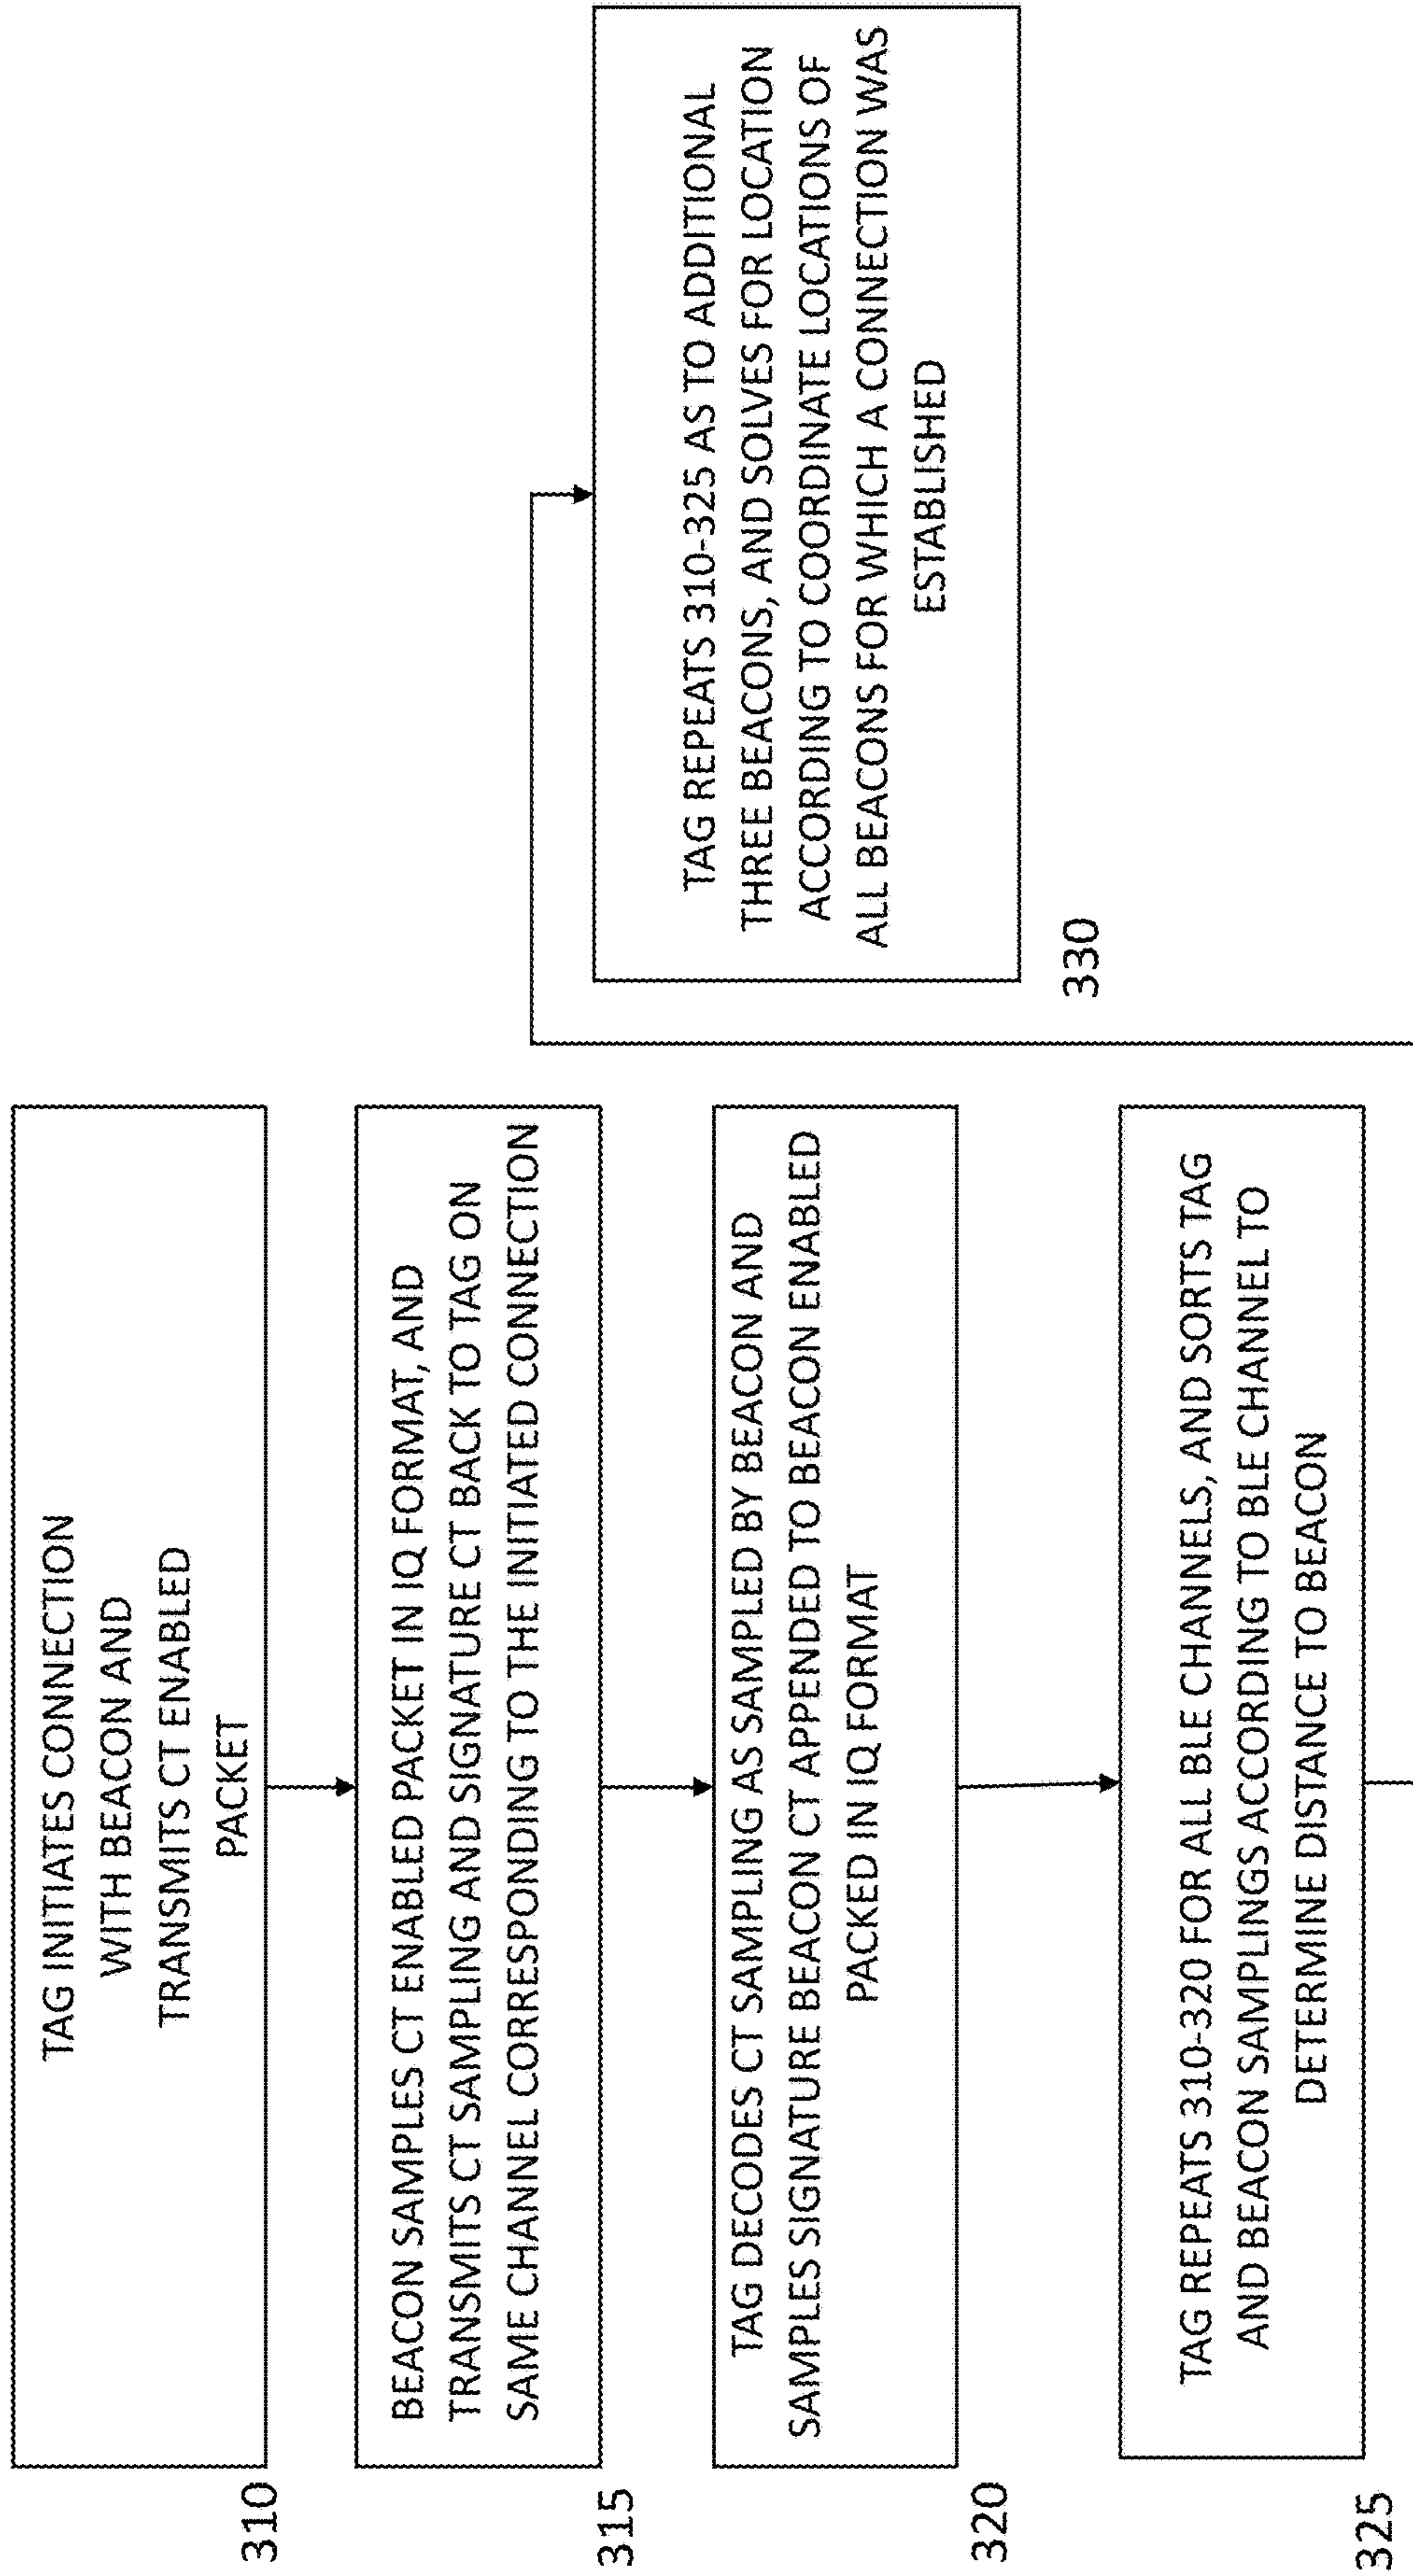 TAG INITIATES CONNECTION
WITH BEACON AND
TRANSMITS CT ENABLED
PACKET
310
BEACON SAMPLES CT ENABLED PACKET IN IQ FORMAT, AND
TRANSMITS CT SAMPLING AND SIGNATURE CT BACK TO TAG ON
SAME CHANNEL CORRESPONDING TO THE INITIATED CONNECTION
315
TAG DECODES CT SAMPLING AS SAMPLED BY BEACON AND
SAMPLES SIGNATURE BEACON CT APPENDED TO BEACON ENABLED
PACKED IN IQ FORMAT
320
TAG REPEATS 310-320 FOR ALL BLE CHANNELS, AND SORTS TAG
AND BEACON SAMPLINGS ACCORDING TO BLE CHANNEL TO
DETERMINE DISTANCE TO BEACON
325
TAG REPEATS 310-325 AS TO ADDITIONAL
THREE BEACONS, AND SOLVES FOR LOCATION
ACCORDING TO COORDINATE LOCATIONS OF
ALL BEACONS FOR WHICH A CONNECTION WAS
ESTABLISHED
330